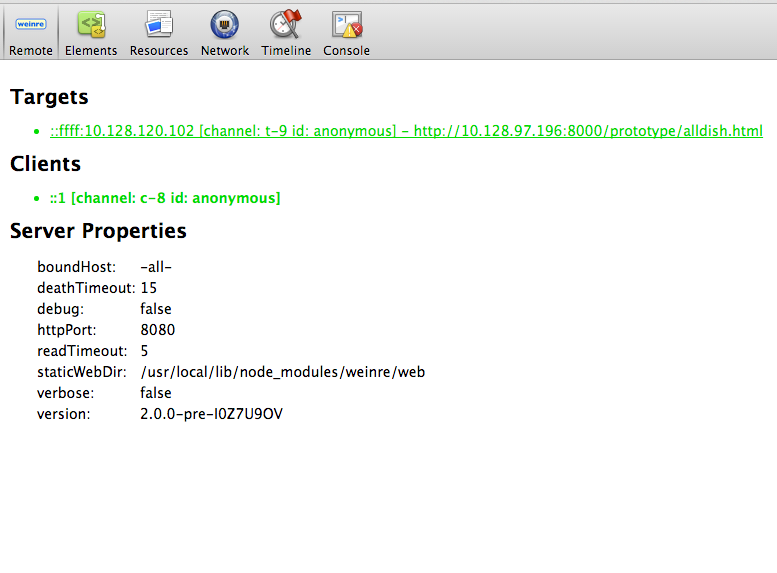 weinre
Remote Elements Resources Network Timeline Console
Targets
• ::ffff:10.128.120.102 [channel: t-9 id: anonymous] – http://10.128.97.196:8000/prototype/alldish.html
Clients
• ::1 [channel: c-8 id: anonymous]
Server Properties
boundHost: -all-
deathTimeout: 15
debug: false
httpPort: 8080
readTimeout: 5
staticWebDir: /usr/local/lib/node_modules/weinre/web
verbose: false
version: 2.0.0-pre-I0Z7U9OV